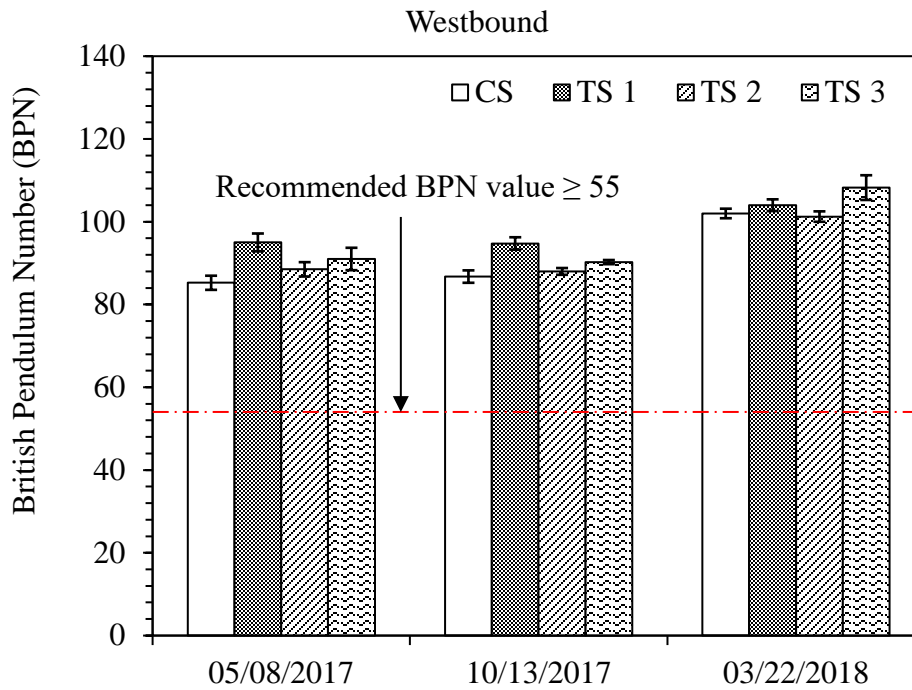 Westbound
British Pendulum Number (BPN)
140
120
100
80
60
40
20
0
CS TS 1 TS 2 TS 3
Recommended BPN value ≥ 55
05/08/2017 10/13/2017 03/22/2018